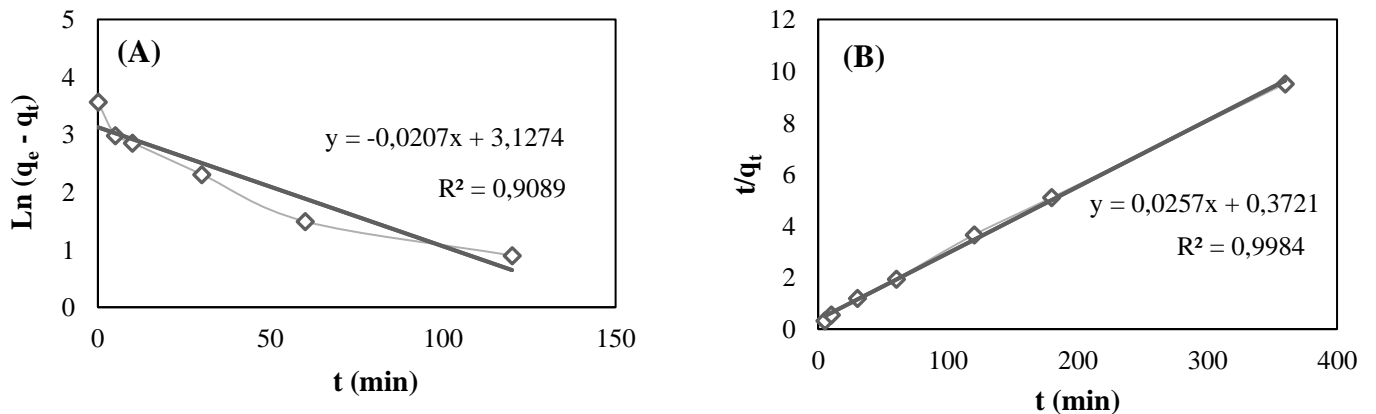 (A)
Ln (qe - qt)
5
4
3
2
1
0
y = -0,0207x + 3,1274
R² = 0,9089
0 50 100 150
t (min)
(B)
t/qt
12
10
8
6
4
2
0
y = 0,0257x + 0,3721
R² = 0,9984
0 100 200 300 400
t (min)